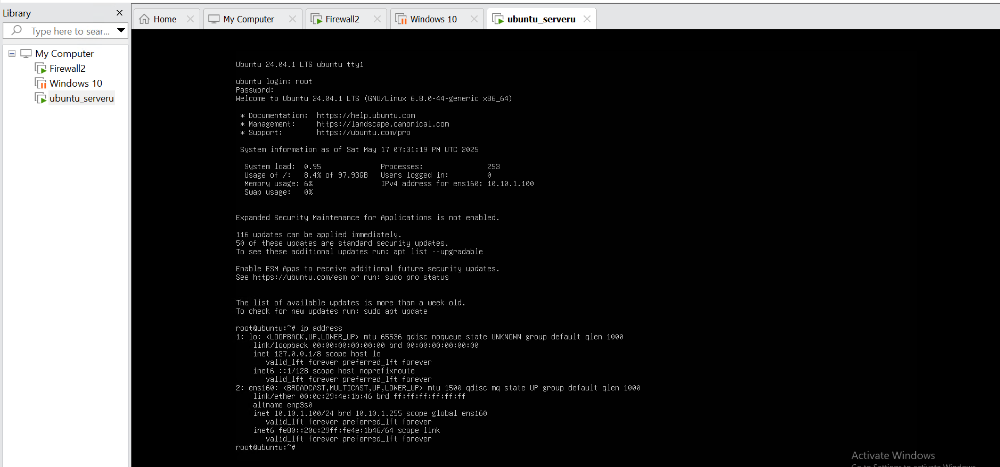 Library
Type here to sear...
My Computer
Firewall2
Windows 10
ubuntu_serveru
Home
My Computer
Firewall2
Windows 10
ubuntu_serveru
Ubuntu 24.04.1 LTS ubuntu tty1
ubuntu login: root
Password:
Welcome to Ubuntu 24.04.1 LTS (GNU/Linux 6.8.0-44-generic x86_64)
* Documentation:  https://help.ubuntu.com
* Management:     https://landscape.canonical.com
* Support:        https://ubuntu.com/pro
System information as of Sat May 17 07:31:19 PM UTC 2025
System load:  0.95              Processes:               253
Usage of /:   8.4% of 97.93GB   Users logged in:         0
Memory usage: 6%                IPv4 address for ens160: 10.10.1.100
Swap usage:   0%
Expanded Security Maintenance for Applications is not enabled.
116 updates can be applied immediately.
50 of these updates are standard security updates.
To see these additional updates run: apt list --upgradable
Enable ESM Apps to receive additional future security updates.
See https://ubuntu.com/esm or run: sudo pro status
The list of available updates is more than a week old.
To check for new updates run: sudo apt update
root@ubuntu:~# ip address
1: lo: <LOOPBACK,UP,LOWER_UP> mtu 65536 qdisc noqueue state UNKNOWN group default qlen 1000
link/loopback 00:00:00:00:00:00 brd 00:00:00:00:00:00
inet 127.0.0.1/8 scope host lo
valid_lft forever preferred_lft forever
inet6 ::1/128 scope host noprefixroute
valid_lft forever preferred_lft forever
2: ens160: <BROADCAST,MULTICAST,UP,LOWER_UP> mtu 1500 qdisc mq state UP group default qlen 1000
link/ether 00:0c:29:4e:1b:46 brd ff:ff:ff:ff:ff:ff
altname enp3s0
inet 10.10.1.100/24 brd 10.10.1.255 scope global ens160
valid_lft forever preferred_lft forever
inet6 fe80::20c:29ff:fe4e:1b46/64 scope link
valid_lft forever preferred_lft forever
root@ubuntu:~#
Activate Windows
Go to Settings to activate Windows.